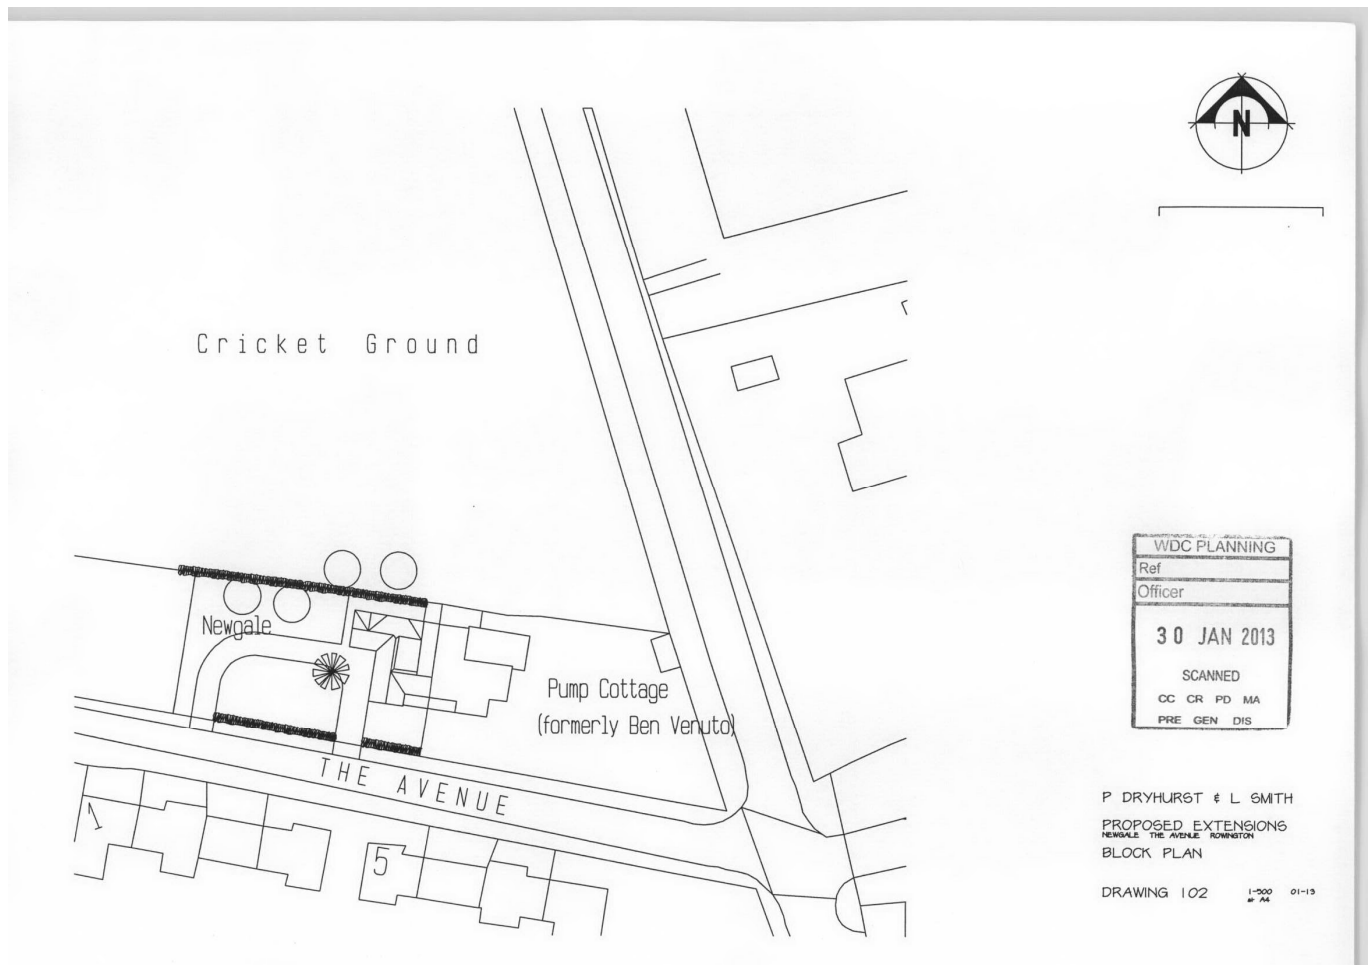 N
Cricket Ground
Newgale
Pump Cottage
(formerly Ben Venuto)
THE AVENUE
1
5
WDC PLANNING
Ref
Officer
30 JAN 2013
SCANNED
CC CR PD MA
PRE GEN DIS
P DRYHURST & L SMITH
PROPOSED EXTENSIONS
NEWGALE THE AVENUE ROWINGTON
BLOCK PLAN
DRAWING 102
1-500 01-13
at A4